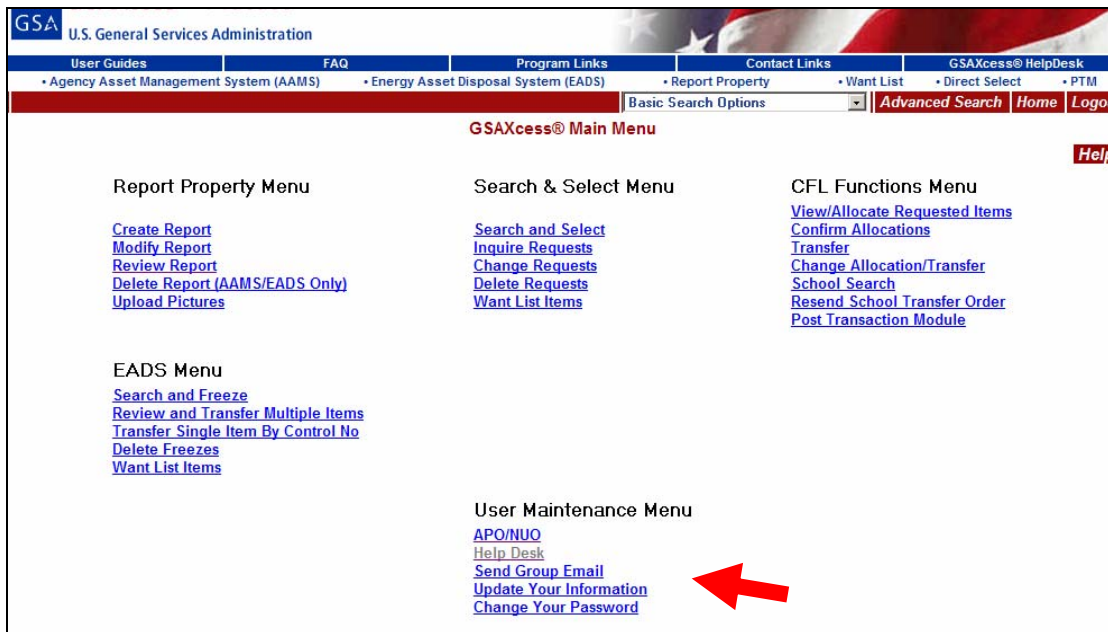 GSA U.S. General Services Administration
User Guides FAQ Program Links Contact Links GSAXcess® HelpDesk
• Agency Asset Management System (AAMS) • Energy Asset Disposal System (EADS) • Report Property • Want List • Direct Select • PTM
Basic Search Options Advanced Search Home Logo
GSAXcess® Main Menu
Help
Report Property Menu
Create Report
Modify Report
Review Report
Delete Report (AAMS/EADS Only)
Upload Pictures
Search & Select Menu
Search and Select
Inquire Requests
Change Requests
Delete Requests
Want List Items
CFL Functions Menu
View/Allocate Requested Items
Confirm Allocations
Transfer
Change Allocation/Transfer
School Search
Resend School Transfer Order
Post Transaction Module
EADS Menu
Search and Freeze
Review and Transfer Multiple Items
Transfer Single Item By Control No
Delete Freezes
Want List Items
User Maintenance Menu
APO/NUO
Help Desk
Send Group Email
Update Your Information
Change Your Password